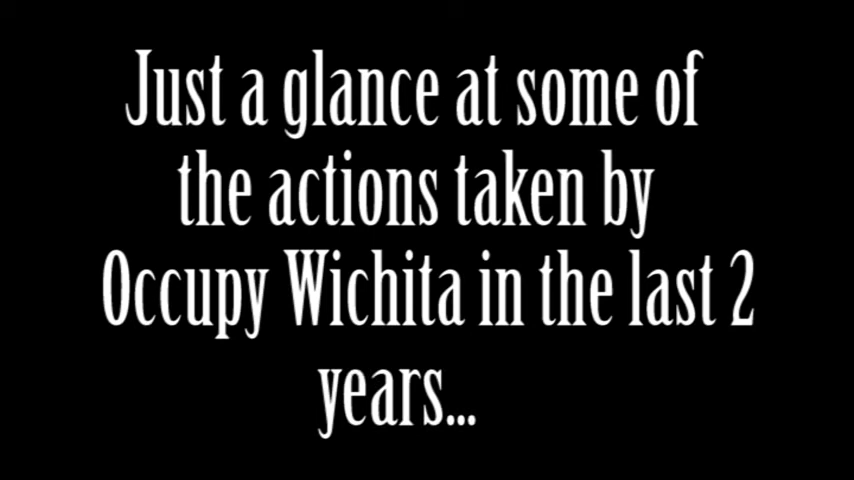 Just a glance at some of
the actions taken by
Occupy Wichita in the last 2
years...